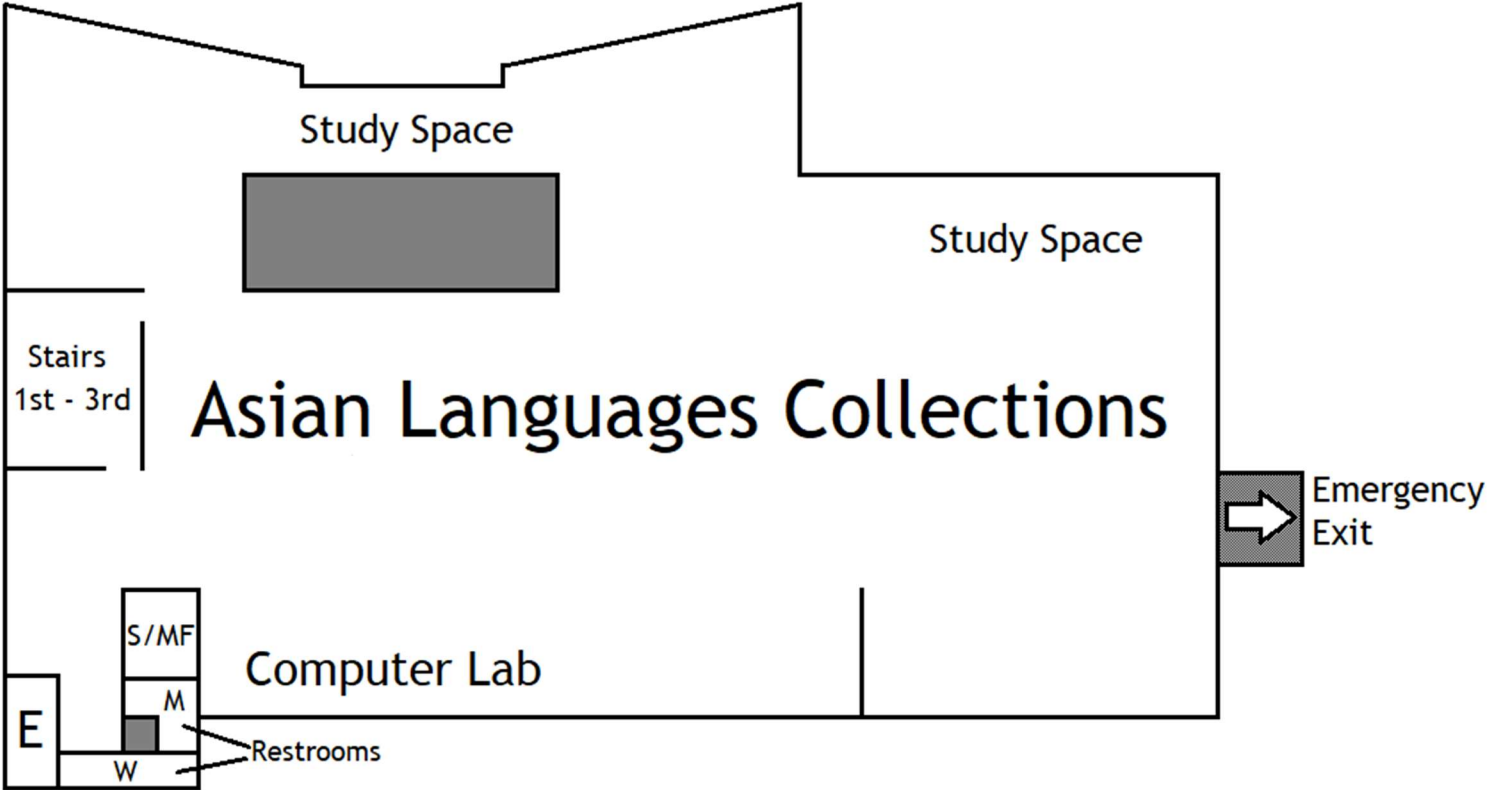 Study Space
Study Space
Stairs
1st - 3rd
Asian Languages Collections
Emergency
Exit
S/MF
Computer Lab
M
E
Restrooms
W